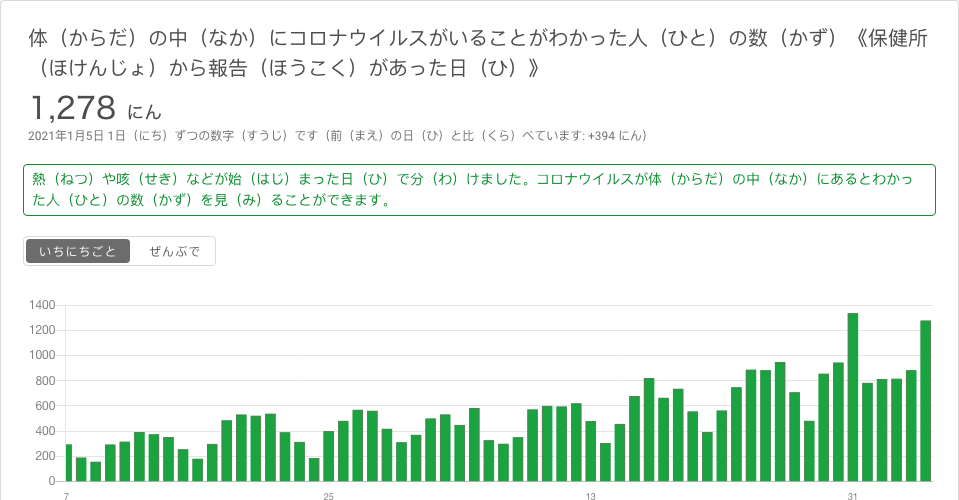 体（からだ）の中（なか）にコロナウイルスがいることがわかった人（ひと）の数（かず）《保健所
（ほけんじょ）から報告（ほうこく）があった日（ひ）》
1,278 にん
2021年1月5日 1日（にち）ずつの数字（すうじ）です（前（まえ）の日（ひ）と比（くら）べています: +394 にん）
熱（ねつ）や咳（せき）などが始（はじ）まった日（ひ）で分（わ）けました。コロナウイルスが体（からだ）の中（なか）にあるとわかっ
た人（ひと）の数（かず）を見（み）ることができます。
いちにちごと ぜんぶで
1400
1200
1000
800
600
400
200
0
7 25 13 31